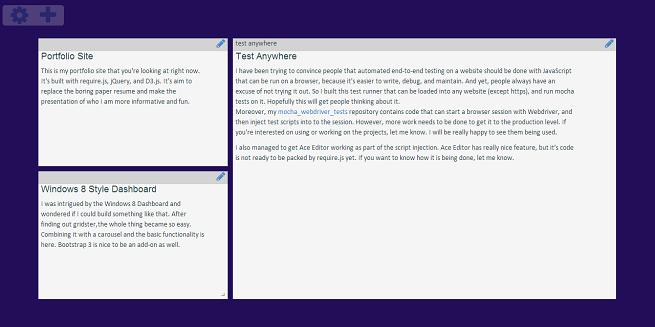 Portfolio Site
This is my portfolio site that you're looking at right now.
It's built with require.js, jQuery, and D3.js. It's aim to
replace the boring paper resume and make the
presentation of who I am more informative and fun.
Windows 8 Style Dashboard
I was intrigued by the Windows 8 Dashboard and
wondered if I could build something like that. After
finding out gridster,the whole thing became so easy.
Combining it with a carousel and the basic functionality is
here. Bootstrap 3 is nice to be an add-on as well.
test anywhere
Test Anywhere
I have been trying to convince people that automated end-to-end testing on a website should be done with JavaScript
that can be run on a browser, because it's easier to write, debug, and maintain. And yet, people always have an
excuse of not trying it out. So I built this test runner that can be loaded into any website (except https), and run mocha
tests on it. Hopefully this will get people thinking about it.
Moreover, my mocha_webdriver_tests repository contains code that can start a browser session with Webdriver, and
then inject test scripts into to the session. However, more work needs to be done to get it to the production level. If
you're interested on using or working on the projects, let me know. I will be really happy to see them being used.
I also managed to get Ace Editor working as part of the script injection. Ace Editor has really nice feature, but it's code
is not ready to be packed by require.js yet. If you want to know how it is being done, let me know.